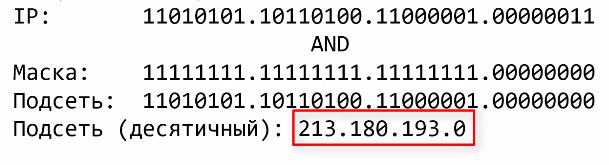 IP: 11010101.10110100.11000001.00000011
AND
Маска: 11111111.11111111.11111111.00000000
Подсеть: 11010101.10110100.11000001.00000000
Подсеть (десятичный): 213.180.193.0